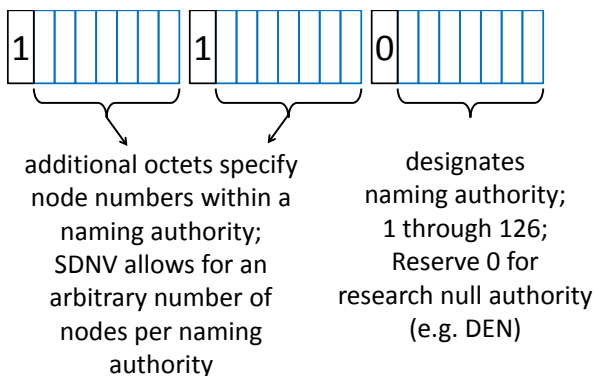 1 1 0
additional octets specify
node numbers within a
naming authority;
SDNV allows for an
arbitrary number of
nodes per naming
authority
designates
naming authority;
1 through 126;
Reserve 0 for
research null authority
(e.g. DEN)